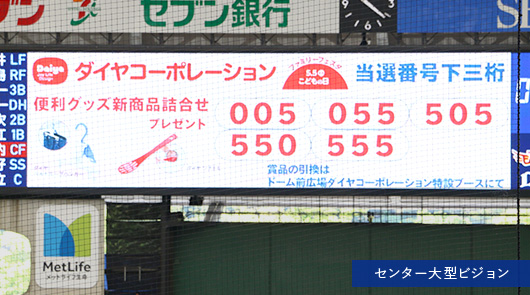 セブン銀行
LF
RF
3B
DH
2B
1B
CF
SS
C
Daiya
ダイヤコーポレーション
ファミリーフェスタ
5.5
こどもの日
当選番号下三桁
便利グッズ新商品詰合せ
プレゼント
005 055 505
550 555
賞品の引換は
ドーム前広場ダイヤコーポレーション特設ブースにて
MetLife
メットライフ生命
センター大型ビジョン